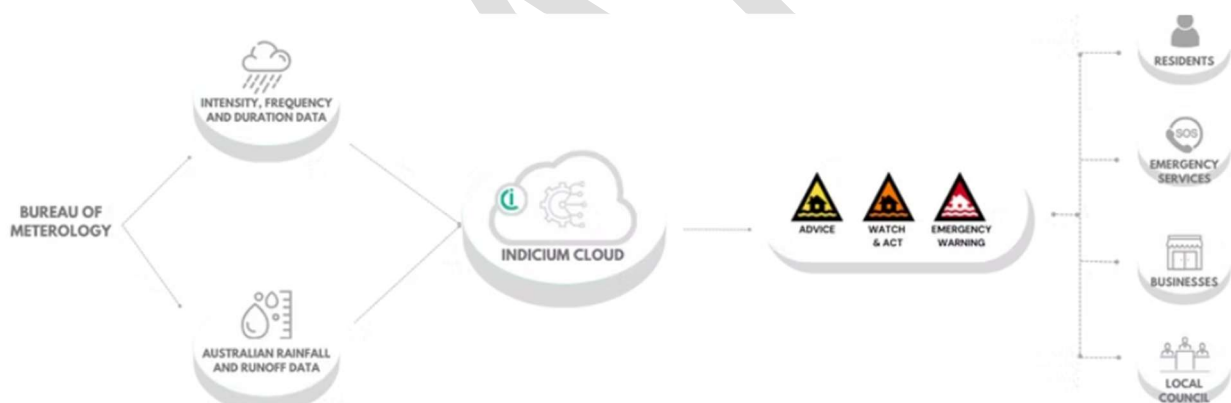 BUREAU OF
METEROLOGY
INTENSITY, FREQUENCY
AND DURATION DATA
AUSTRALIAN RAINFALL
AND RUNOFF DATA
INDICIUM CLOUD
ADVICE
WATCH
& ACT
EMERGENCY
WARNING
RESIDENTS
SOS
EMERGENCY
SERVICES
BUSINESSES
LOCAL
COUNCIL